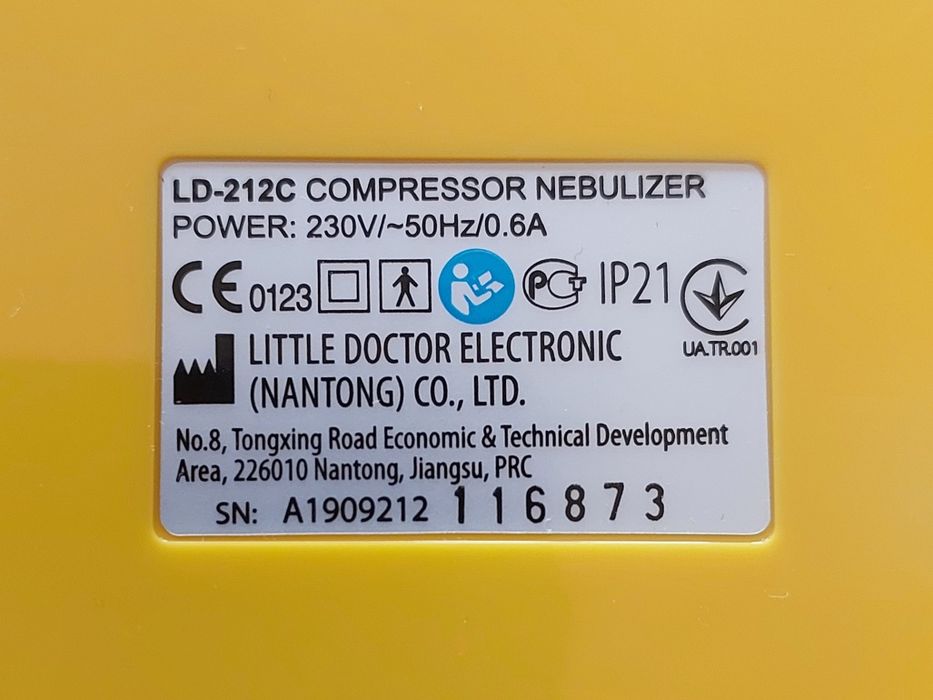 LD-212C COMPRESSOR NEBULIZER
POWER: 230V/~50Hz/0.6A
CE 0123 РСТ IP21
UA.TR.001
LITTLE DOCTOR ELECTRONIC
(NANTONG) CO., LTD.
No.8, Tongxing Road Economic & Technical Development
Area, 226010 Nantong, Jiangsu, PRC
SN: A1909212 116873